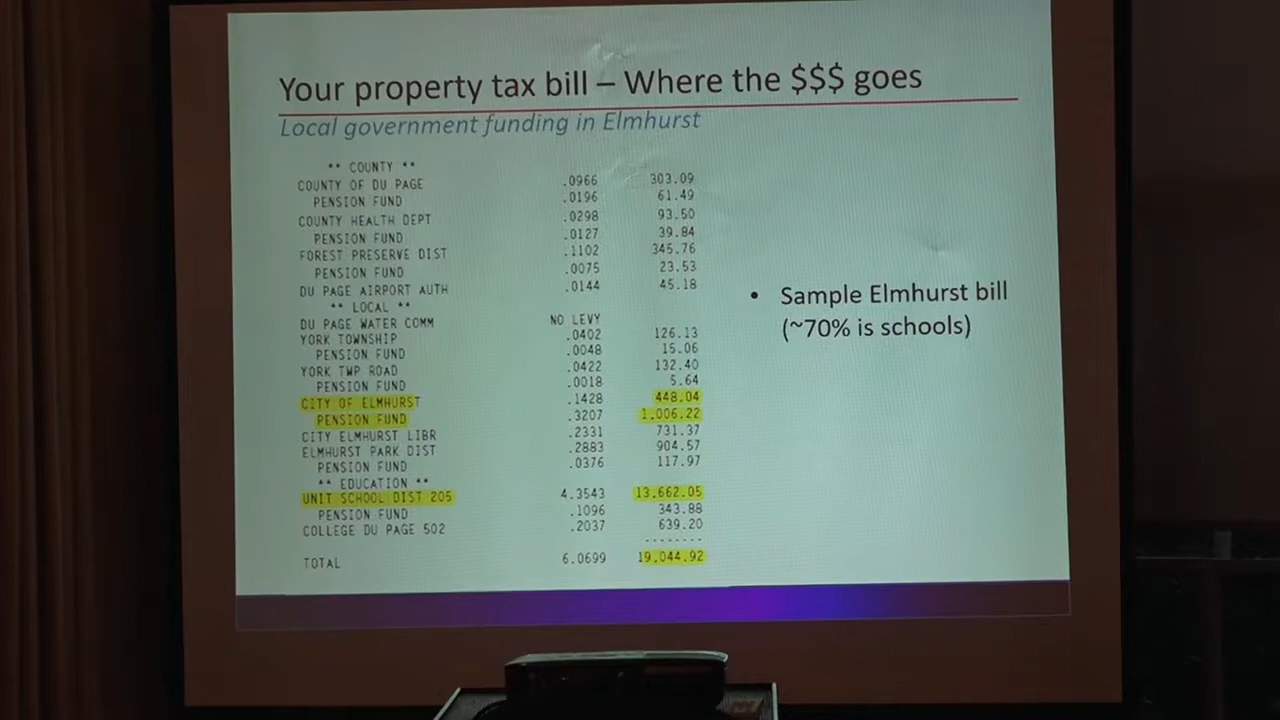 Your property tax bill – Where the $$$ goes
Local government funding in Elmhurst
** COUNTY **
COUNTY OF DU PAGE .0966 303.09
PENSION FUND .0196 61.49
COUNTY HEALTH DEPT .0298 93.50
PENSION FUND .0127 39.84
FOREST PRESERVE DIST .1102 345.76
PENSION FUND .0075 23.53
DU PAGE AIRPORT AUTH .0144 45.18
** LOCAL **
DU PAGE WATER COMM NO LEVY
YORK TOWNSHIP .0402 126.13
PENSION FUND .0048 15.06
YORK TWP ROAD .0422 132.40
PENSION FUND .0018 5.64
CITY OF ELMHURST .1428 448.04
PENSION FUND .3207 1,006.22
CITY ELMHURST LIBR .2331 731.37
ELMHURST PARK DIST .2883 904.57
PENSION FUND .0376 117.97
** EDUCATION **
UNIT SCHOOL DIST 205 4.3543 13,662.05
PENSION FUND .1096 343.88
COLLEGE DU PAGE 502 .2037 639.20
--------
TOTAL 6.0699 19,044.92
• Sample Elmhurst bill
(~70% is schools)